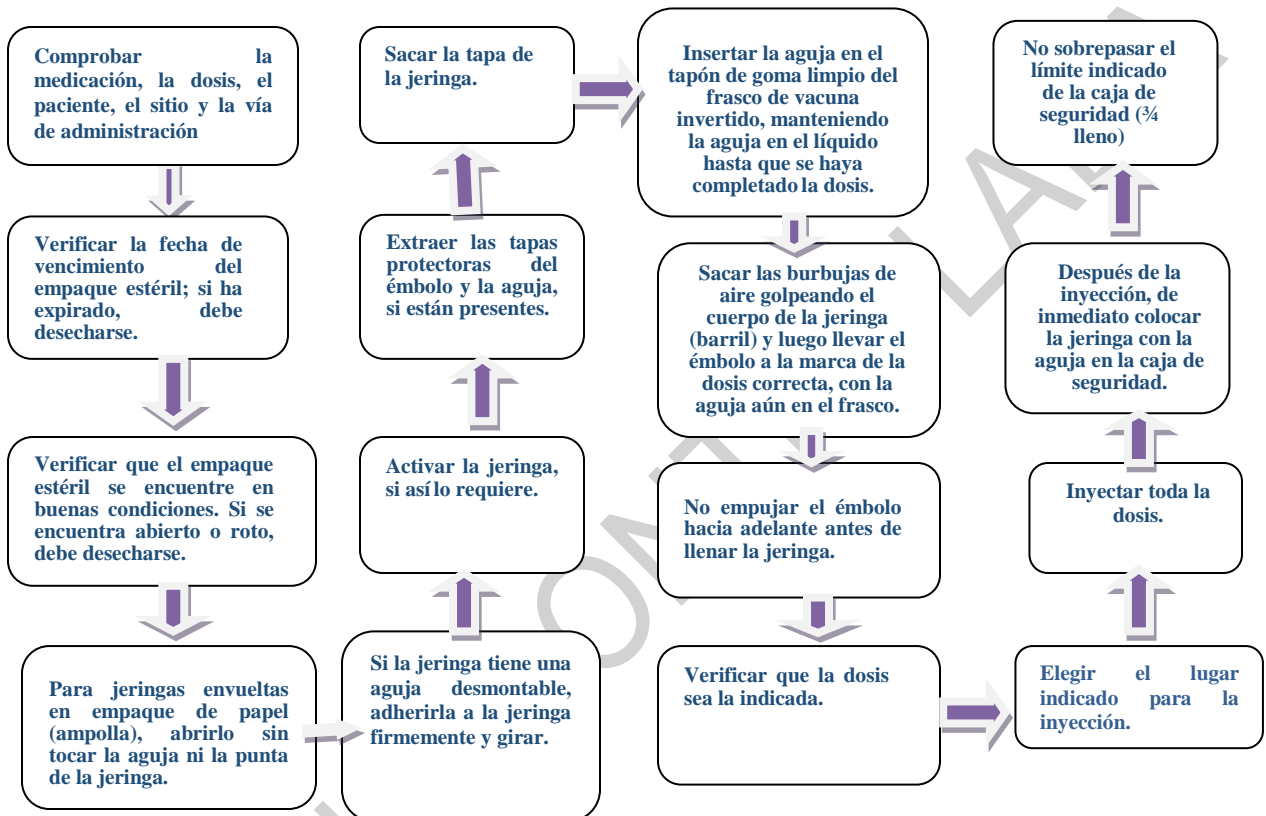 Comprobar la
medicación, la dosis, el
paciente, el sitio y la vía
de administración
Verificar la fecha de
vencimiento del
empaque estéril; si ha
expirado, debe
desecharse.
Verificar que el empaque
estéril se encuentre en
buenas condiciones. Si se
encuentra abierto o roto,
debe desecharse.
Para jeringas envueltas
en empaque de papel
(ampolla), abrirlo sin
tocar la aguja ni la punta
de la jeringa.
Si la jeringa tiene una
aguja desmontable,
adherirla a la jeringa
firmemente y girar.
Activar la jeringa,
si así lo requiere.
Extraer las tapas
protectoras del
émbolo y la aguja,
si están presentes.
Sacar la tapa de
la jeringa.
Insertar la aguja en el
tapón de goma limpio del
frasco de vacuna
invertido, manteniendo
la aguja en el líquido
hasta que se haya
completado la dosis.
Sacar las burbujas de
aire golpeando el
cuerpo de la jeringa
(barril) y luego llevar el
émbolo a la marca de la
dosis correcta, con la
aguja aún en el frasco.
No empujar el émbolo
hacia adelante antes de
llenar la jeringa.
Verificar que la dosis
sea la indicada.
Elegir el lugar
indicado para la
inyección.
Inyectar toda la
dosis.
Después de la
inyección, de
inmediato colocar
la jeringa con la
aguja en la caja de
seguridad.
No sobrepasar el
límite indicado
de la caja de
seguridad (¾
lleno)